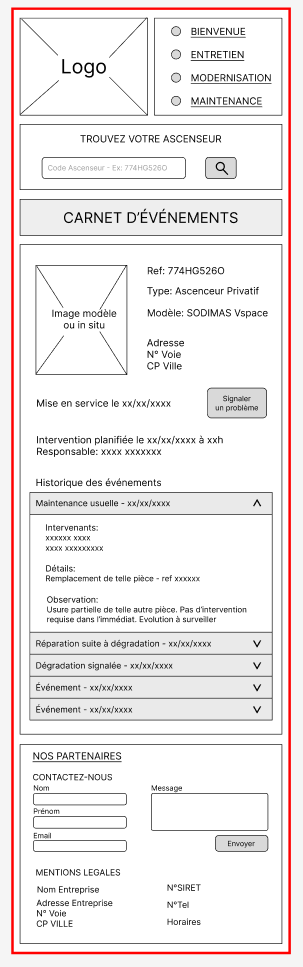 Logo
BIENVENUE
ENTRETIEN
MODERNISATION
MAINTENANCE
TROUVEZ VOTRE ASCENSEUR
Code Ascenseur - Ex: 774HG526O
CARNET D'ÉVÉNEMENTS
Image modèle
ou in situ
Ref: 774HG526O
Type: Ascenceur Privatif
Modèle: SODIMAS Vspace
Adresse
N° Voie
CP Ville
Mise en service le xx/xx/xxxx
Signaler
un problème
Intervention planifiée le xx/xx/xxxx à xxh
Responsable: xxxx xxxxxxx
Historique des événements
Maintenance usuelle - xx/xx/xxxx
Intervenants:
xxxxxx xxxx
xxxx xxxxxxxxx
Détails:
Remplacement de telle pièce - ref xxxxxx
Observation:
Usure partielle de telle autre pièce. Pas d'intervention
requise dans l'immédiat. Evolution à surveiller
Réparation suite à dégradation - xx/xx/xxxx
Dégradation signalée - xx/xx/xxxx
Événement - xx/xx/xxxx
Événement - xx/xx/xxxx
NOS PARTENAIRES
CONTACTEZ-NOUS
Nom
Message
Prénom
Email
Envoyer
MENTIONS LEGALES
Nom Entreprise
Adresse Entreprise
N° Voie
CP VILLE
N°SIRET
N°Tel
Horaires